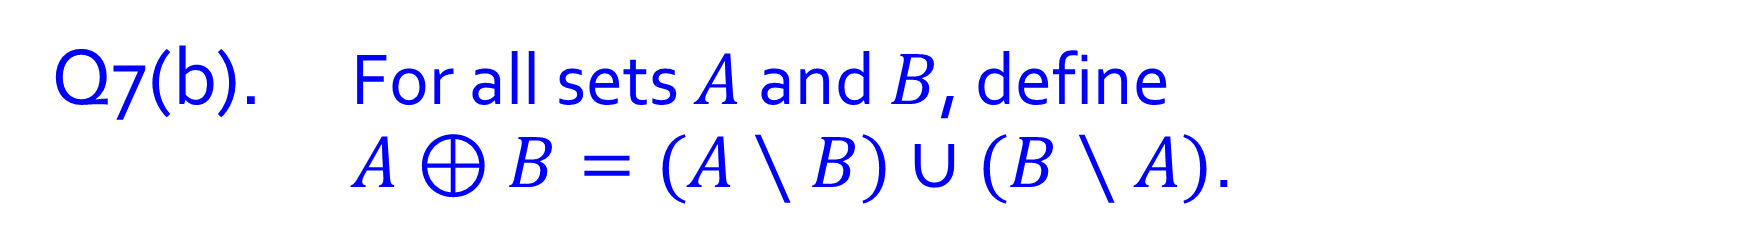 Q7(b). For all sets 𝐴 and 𝐵, define
𝐴 ⊕ 𝐵 = (𝐴 ∖ 𝐵) ∪ (𝐵 ∖ 𝐴).